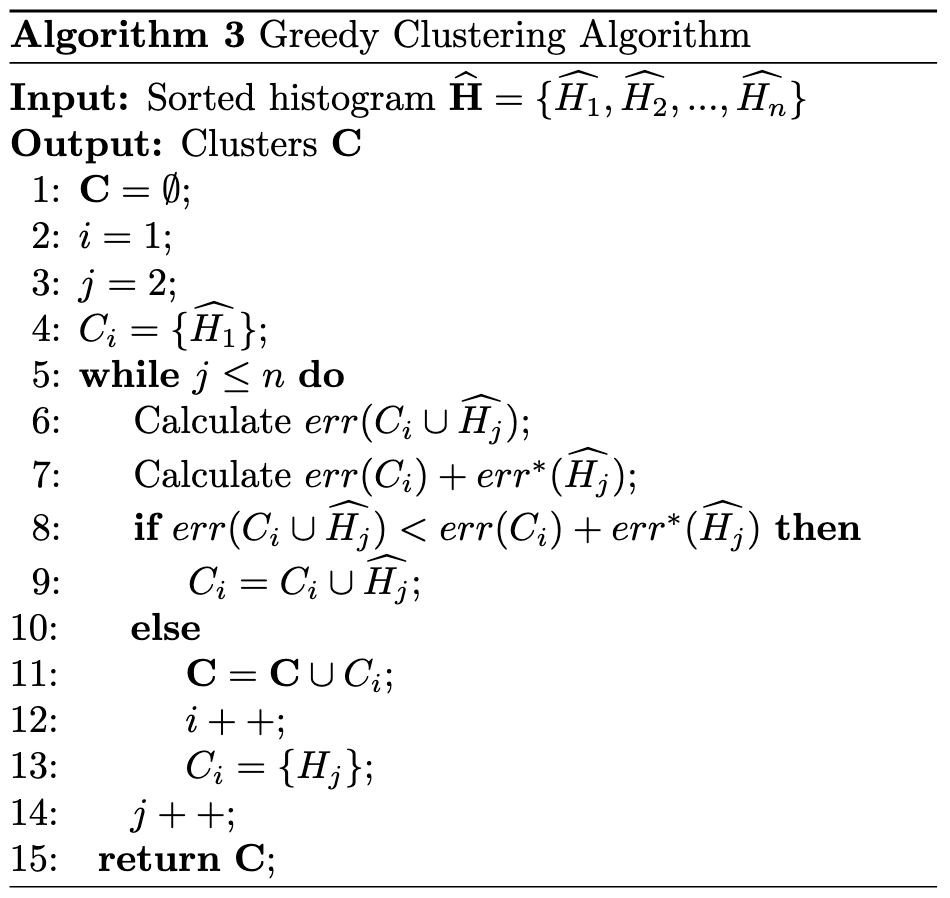 Algorithm 3 Greedy Clustering Algorithm
Input: Sorted histogram $\widehat{\mathbf{H}} = \{\widehat{H_1}, \widehat{H_2}, ..., \widehat{H_n}\}$
Output: Clusters $\mathbf{C}$
1: $\mathbf{C} = \emptyset$;
2: $i = 1$;
3: $j = 2$;
4: $C_i = \{\widehat{H_1}\}$;
5: while $j \leq n$ do
6: Calculate $err(C_i \cup \widehat{H_j})$;
7: Calculate $err(C_i) + err^*(\widehat{H_j})$;
8: if $err(C_i \cup \widehat{H_j}) < err(C_i) + err^*(\widehat{H_j})$ then
9: $C_i = C_i \cup \widehat{H_j}$;
10: else
11: $\mathbf{C} = \mathbf{C} \cup C_i$;
12: $i++$;
13: $C_i = \{H_j\}$;
14: $j++$;
15: return $\mathbf{C}$;